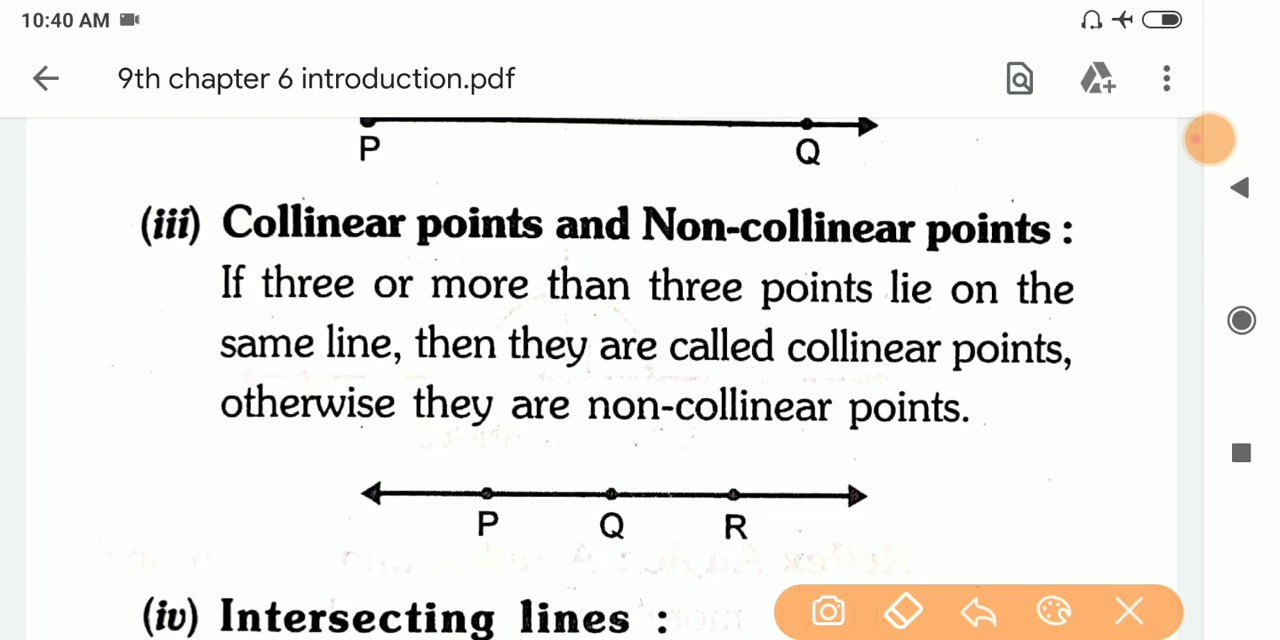 10:40 AM
9th chapter 6 introduction.pdf
P Q
(iii) Collinear points and Non-collinear points :
If three or more than three points lie on the
same line, then they are called collinear points,
otherwise they are non-collinear points.
P Q R
(iv) Intersecting lines :